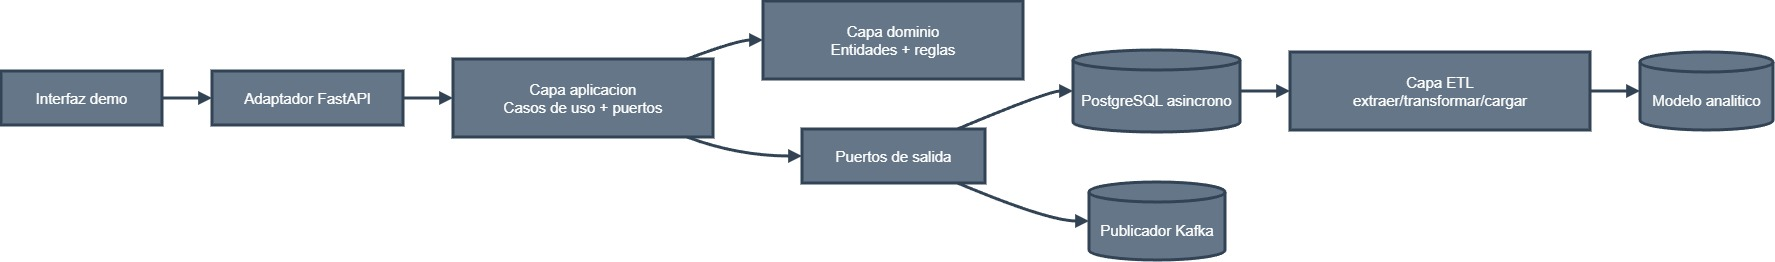 Interfaz demo
Adaptador FastAPI
Capa aplicacion
Casos de uso + puertos
Capa dominio
Entidades + reglas
Puertos de salida
PostgreSQL asincrono
Publicador Kafka
Capa ETL
extraer/transformar/cargar
Modelo analitico